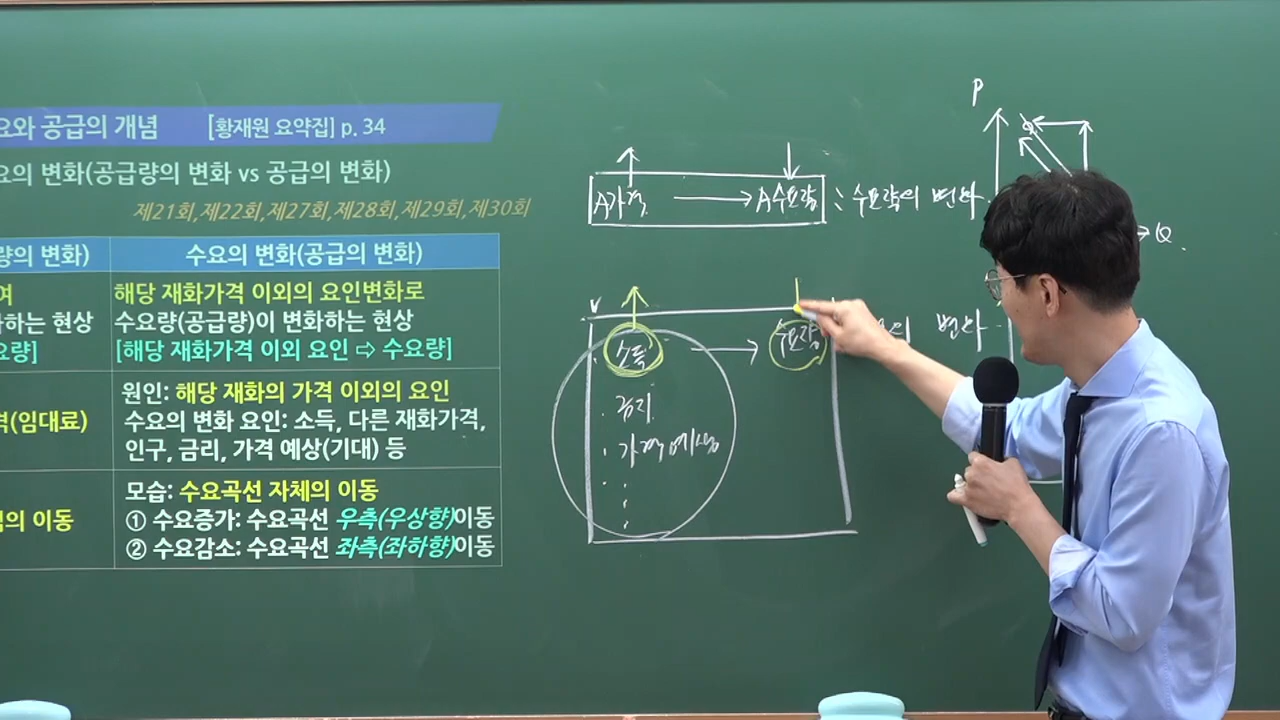 요와 공급의 개념 [황재원 요약집] p. 34
요의 변화(공급량의 변화 vs 공급의 변화)
제21회,제22회,제27회,제28회,제29회,제30회
량의 변화) 수요의 변화(공급의 변화)
여
하는 현상
요량]
해당 재화가격 이외의 요인변화로
수요량(공급량)이 변화하는 현상
[해당 재화가격 이외 요인 ⇨ 수요량]
격(임대료)
원인: 해당 재화의 가격 이외의 요인
수요의 변화 요인: 소득, 다른 재화가격,
인구, 금리, 가격 예상(기대) 등
의 이동
모습: 수요곡선 자체의 이동
① 수요증가: 수요곡선 우측(우상향)이동
② 수요감소: 수요곡선 좌측(좌하향)이동
A가격 → A수요량 : 수요량의 변화
소득 → 수요량 의 변화
· 금리
· 가격예상
P
Q